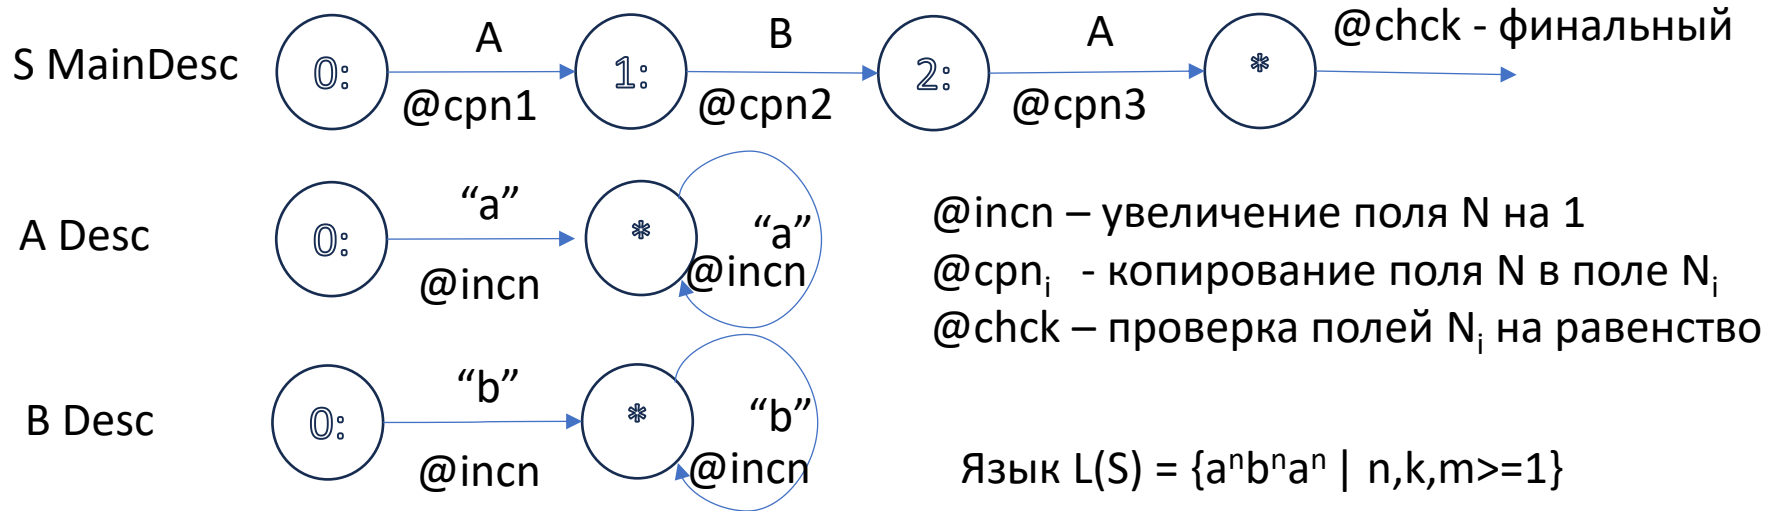 @chck - финальный
S MainDesc 0: A 1: B 2: A *
@cpn1 @cpn2 @cpn3
A Desc 0: “a” * “a”
@incn @incn
@incn – увеличение поля N на 1
@cpnᵢ - копирование поля N в поле Nᵢ
@chck – проверка полей Nᵢ на равенство
B Desc 0: “b” * “b”
@incn @incn
Язык L(S) = {aⁿbⁿaⁿ | n,k,m>=1}